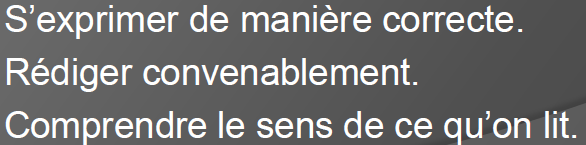 S’exprimer de manière correcte.
Rédiger convenablement.
Comprendre le sens de ce qu’on lit.